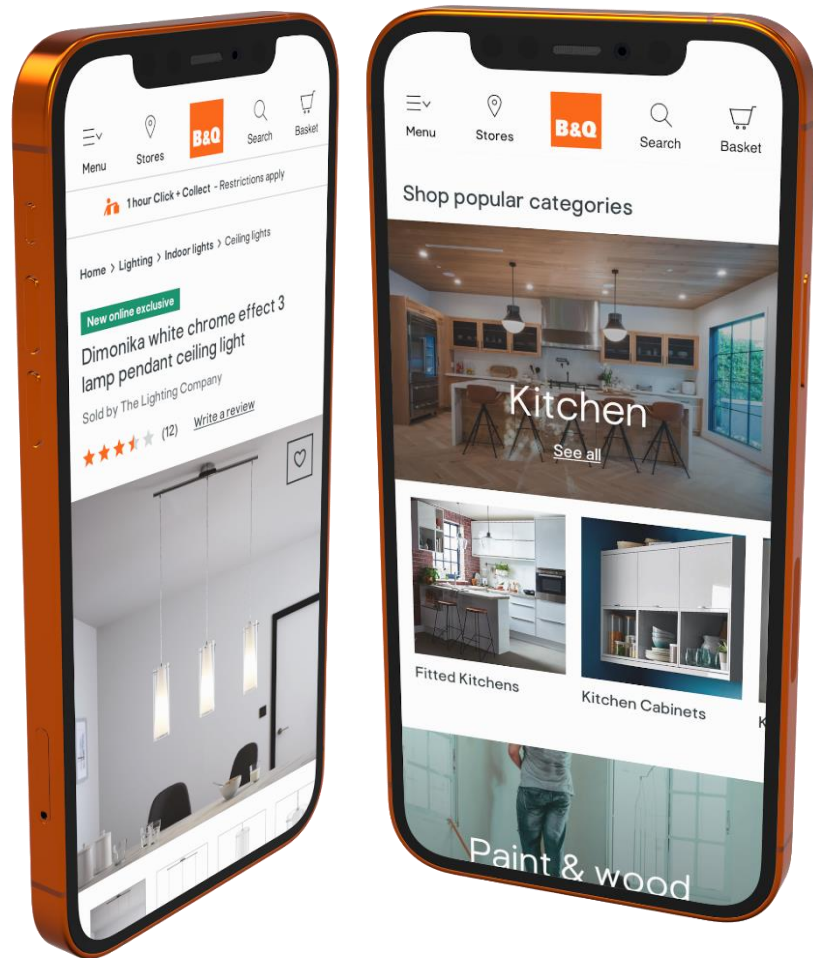 Menu
Stores
B&Q
Search
Basket
1 hour Click + Collect - Restrictions apply
Home > Lighting > Indoor lights > Ceiling lights
New online exclusive
Dimonika white chrome effect 3
lamp pendant ceiling light
Sold by The Lighting Company
(12) Write a review
Menu
Stores
B&Q
Search
Basket
Shop popular categories
Kitchen
See all
Fitted Kitchens
Kitchen Cabinets
K
Paint & wood